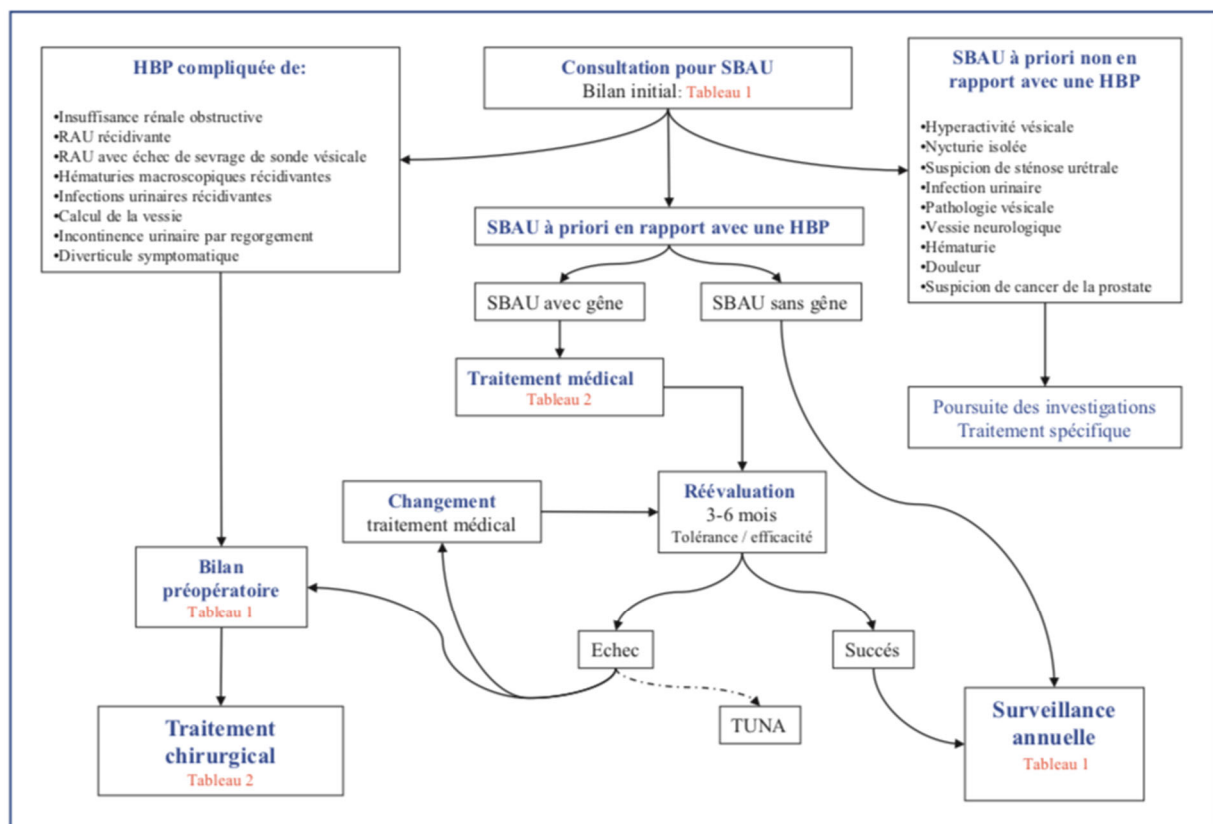 HBP compliquée de:
•Insuffisance rénale obstructive
•RAU récidivante
•RAU avec échec de sevrage de sonde vésicale
•Hématuries macroscopiques récidivantes
•Infections urinaires récidivantes
•Calcul de la vessie
•Incontinence urinaire par regorgement
•Diverticule symptomatique
Consultation pour SBAU
Bilan initial: Tableau 1
SBAU à priori non en
rapport avec une HBP
•Hyperactivité vésicale
•Nycturie isolée
•Suspicion de sténose urétrale
•Infection urinaire
•Pathologie vésicale
•Vessie neurologique
•Hématurie
•Douleur
•Suspicion de cancer de la prostate
SBAU à priori en rapport avec une HBP
SBAU avec gêne
SBAU sans gêne
Traitement médical
Tableau 2
Poursuite des investigations
Traitement spécifique
Changement
traitement médical
Réévaluation
3-6 mois
Tolérance / efficacité
Bilan
préopératoire
Tableau 1
Echec
Succés
TUNA
Traitement
chirurgical
Tableau 2
Surveillance
annuelle
Tableau 1